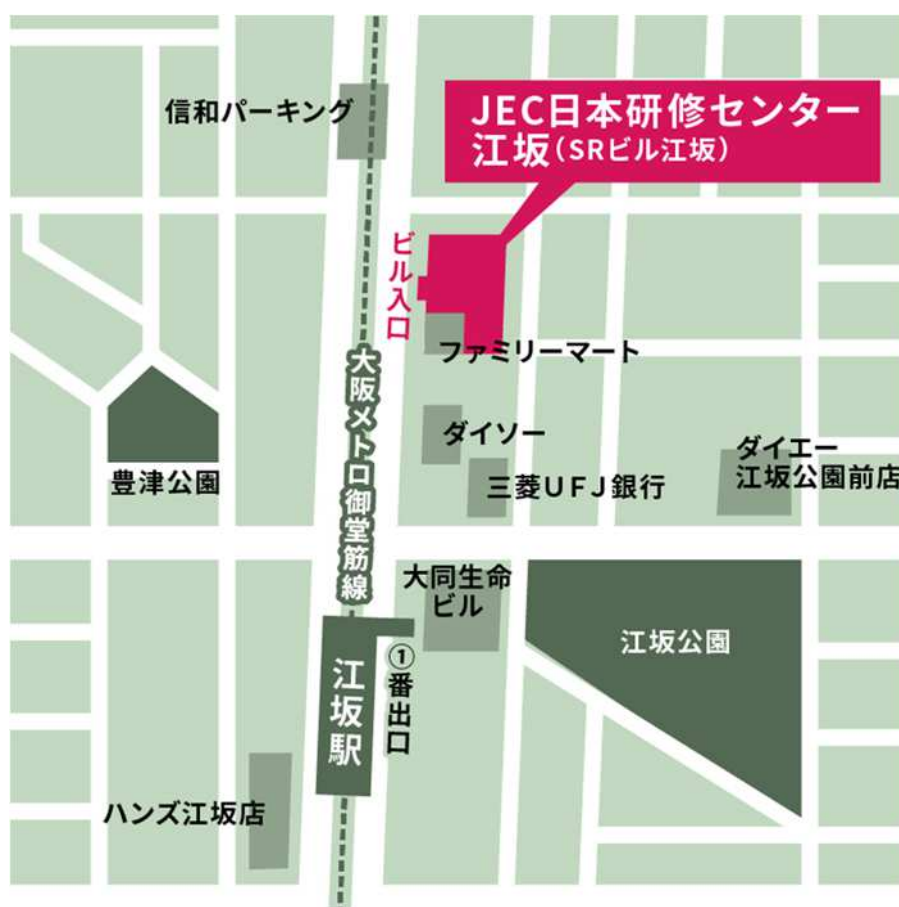 信和パーキング
JEC日本研修センター
江坂（SRビル江坂）
ビル入口
ファミリーマート
大阪メトロ御堂筋線
ダイソー
ダイエー
江坂公園前店
豊津公園
三菱UFJ銀行
大同生命
ビル
江坂公園
①番出口
江坂駅
ハンズ江坂店